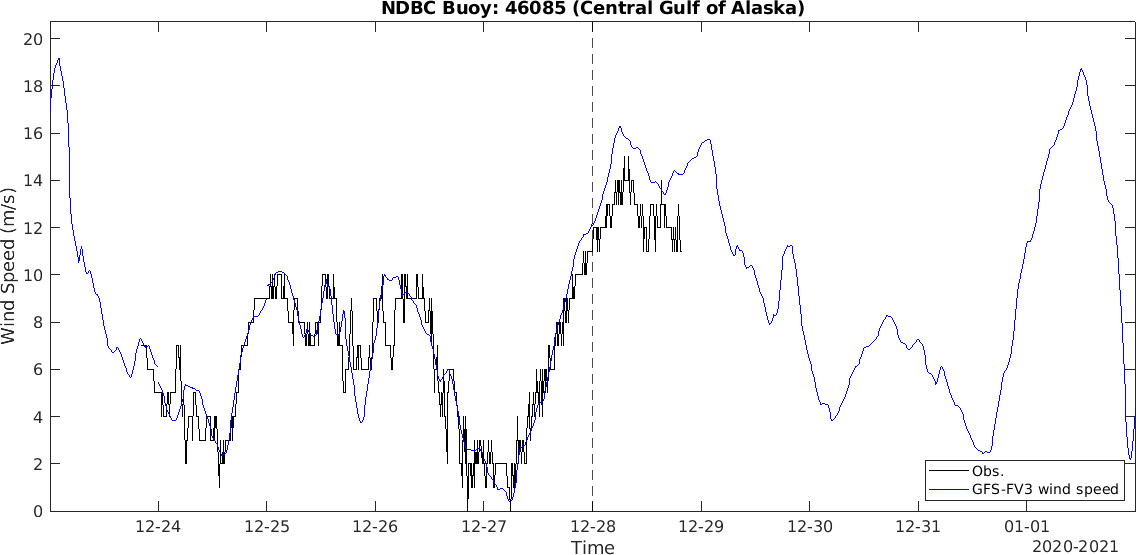 NDBC Buoy: 46085 (Central Gulf of Alaska)
20
18
16
14
12
10
8
6
4
2
0
Wind Speed (m/s)
Obs.
GFS-FV3 wind speed
12-24 12-25 12-26 12-27 12-28 12-29 12-30 12-31 01-01
Time
2020-2021